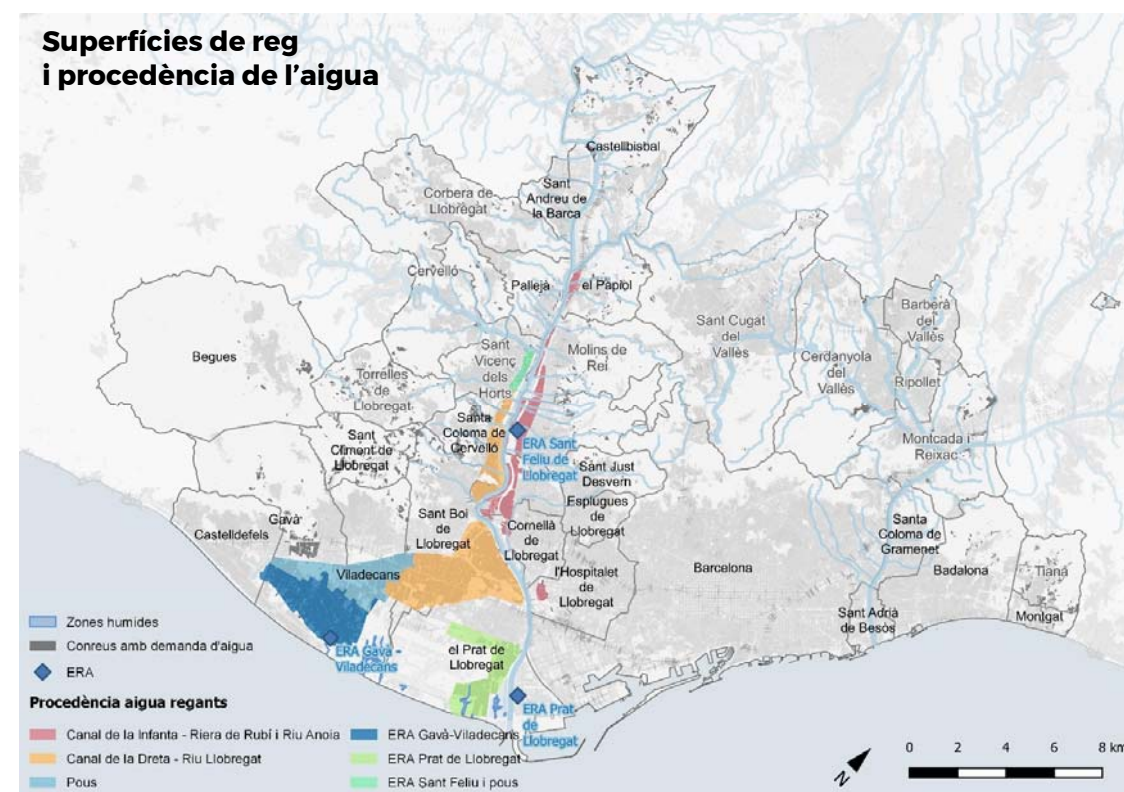 Superfícies de reg
i procedència de l'aigua
Castellbisbal
Sant
Andreu de
la Barca
Corbera de
Llobregat
Cervelló
Pallejà
el Papiol
Barberà
del
Vallès
Sant Cugat
del
Vallès
Cerdanyola
del
Vallès
Ripollet
Begues
Sant
Vicenç
dels
Horts
Molins de
Rei
Torrelles
de
Llobregat
Santa
Coloma de
Cervelló
Sant
Climent de
Llobregat
ERA Sant
Feliu de
Llobregat
Sant Just
Desvern
Montcada i
Reixac
Esplugues
de
Llobregat
Gavà
Castelldefels
Sant Boi
de
Llobregat
Cornellà
de
Llobregat
Santa
Coloma de
Gramenet
Viladecans
l'Hospitalet
de
Llobregat
Barcelona
Badalona
Tiana
Montgat
Sant Adrià
de Besòs
ERA Gavà -
Viladecans
el Prat de
Llobregat
ERA Prat
de
Llobregat
Zones humides
Conreus amb demanda d'aigua
ERA
Procedència aigua regants
Canal de la Infanta - Riera de Rubí i Riu Anoia
Canal de la Dreta - Riu Llobregat
Pous
ERA Gavà-Viladecans
ERA Prat de Llobregat
ERA Sant Feliu i pous
N
0 2 4 6 8 km